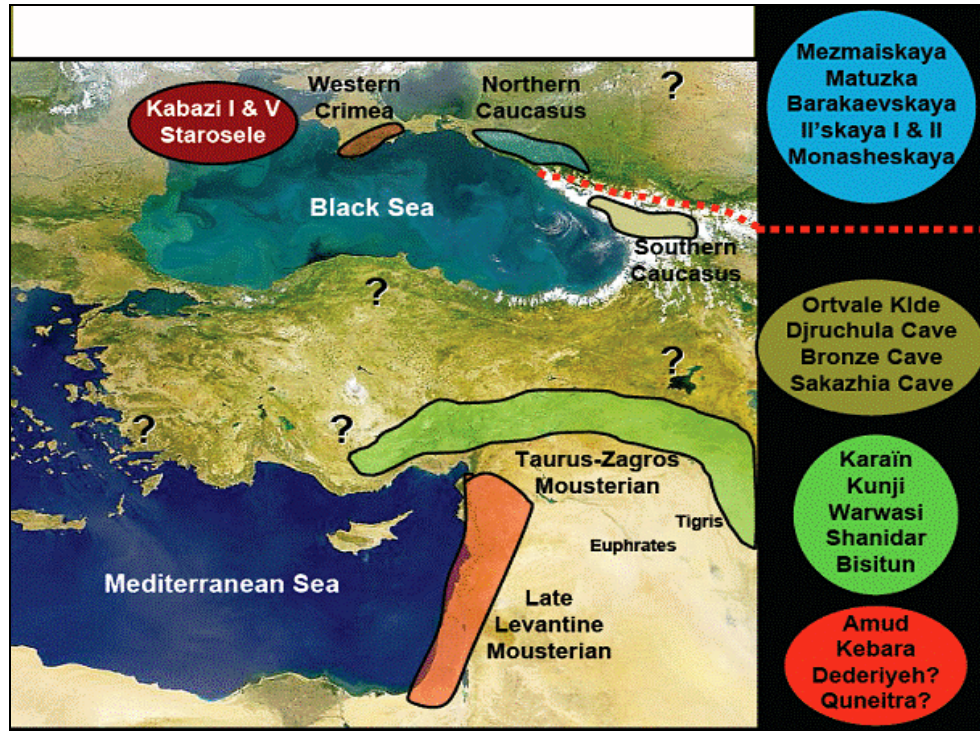 Kabazi I & V
Starosele
Western
Crimea
Northern
Caucasus
?
Black Sea
Southern
Caucasus
?
?
?
?
Taurus-Zagros
Mousterian
Tigris
Euphrates
Mediterranean Sea
Late
Levantine
Mousterian
Mezmaiskaya
Matuzka
Barakaevskaya
Il'skaya I & II
Monasheskaya
Ortvale Klde
Djruchula Cave
Bronze Cave
Sakazhia Cave
Karaïn
Kunji
Warwasi
Shanidar
Bisitun
Amud
Kebara
Dederiyeh?
Quneitra?